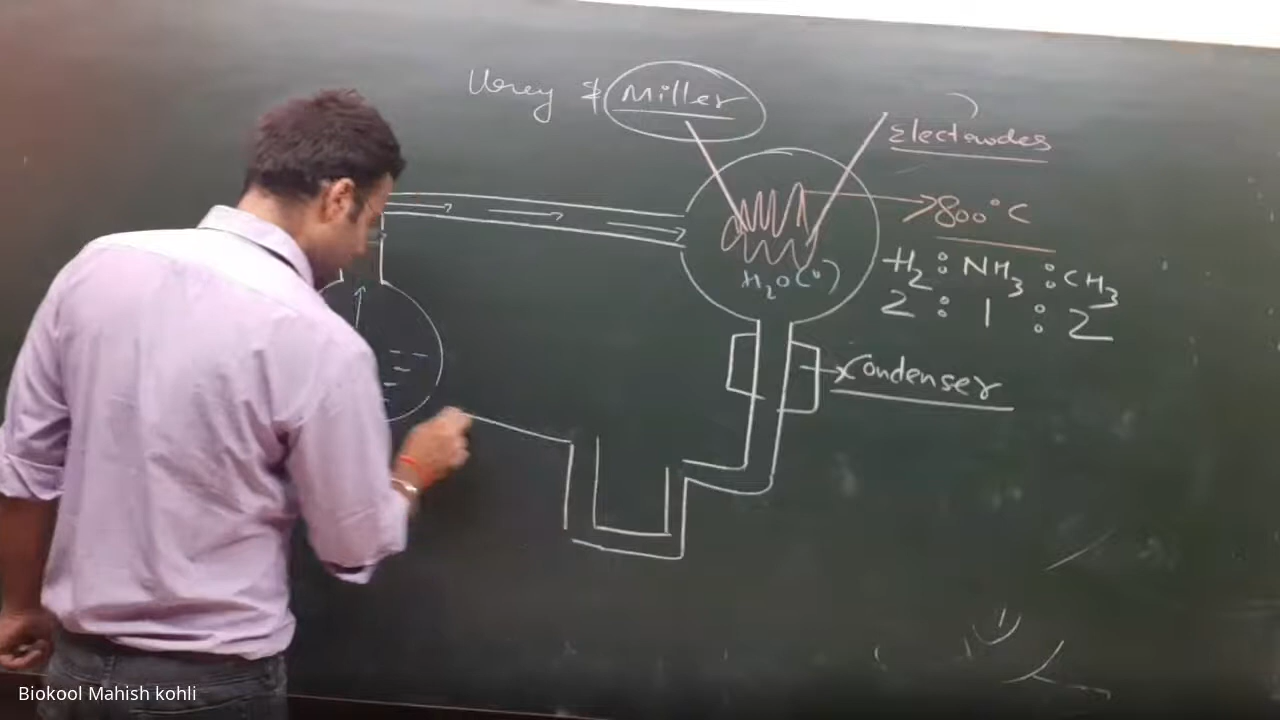 Urey & Miller
Electrodes
800°C
H₂O(v)
H₂ : NH₃ : CH₃
2 : 1 : 2
Condenser
Biokool Mahish kohli